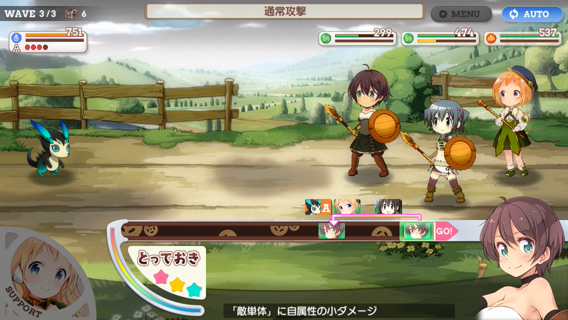 WAVE 3/3 6
通常攻撃
MENU
AUTO
751
A
299
474
537
A
GO!
とっておき
SUPPORT
「敵単体」に自属性の小ダメージ